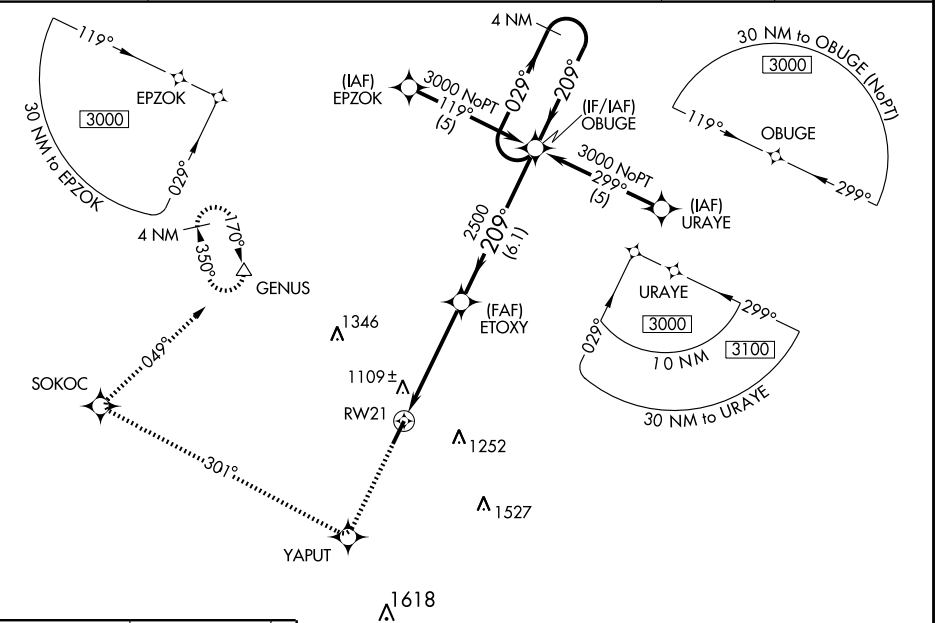 119°
EPZOK
3000
029°
30 NM to EPZOK
4 NM
029°
209°
(IAF)
EPZOK
3000 NoPT
119°
(5)
(IF/IAF)
OBUGE
3000 NoPT
299°
(5)
(IAF)
URAYE
30 NM to OBUGE (NoPT)
3000
119°
OBUGE
299°
4 NM
170°
350°
GENUS
2500
209°
(6.1)
(FAF)
ETOXY
URAYE
3000
10 NM
029°
299°
3100
30 NM to URAYE
1346
049°
SOKOC
1109±
RW21
1252
301°
1527
YAPUT
1618